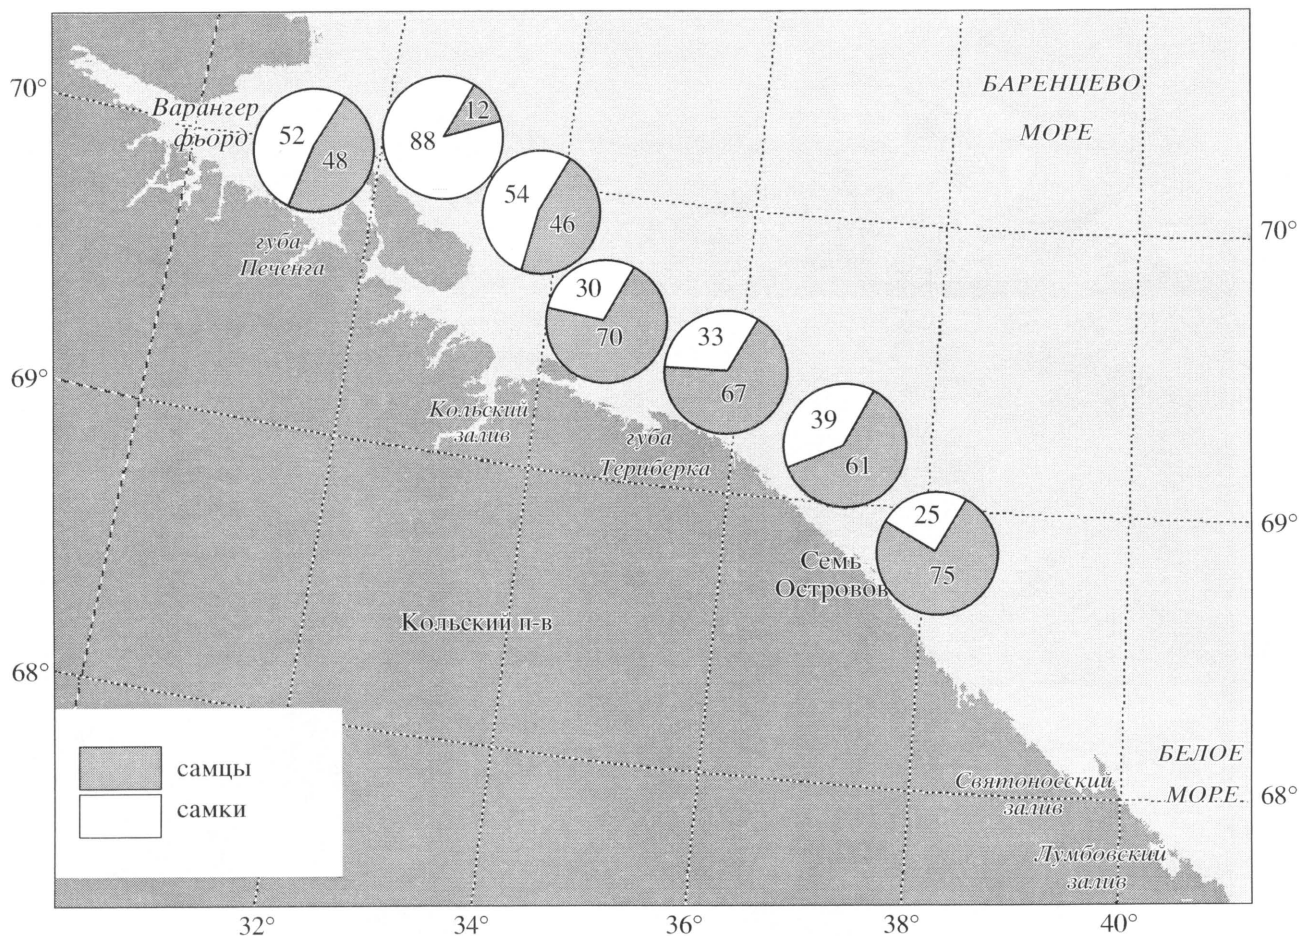 70°
БАРЕНЦЕВО
МОРЕ
Варангер
фьорд
52
48
88
12
54
46
70°
губа
Печенга
30
70
33
67
69°
Кольский
залив
губа
Териберка
39
61
69°
25
75
Семь
Островов
Кольский п-в
68°
самцы
самки
БЕЛОЕ
МОРЕ
68°
Святоносский
залив
Лумбовский
залив
32°
34°
36°
38°
40°